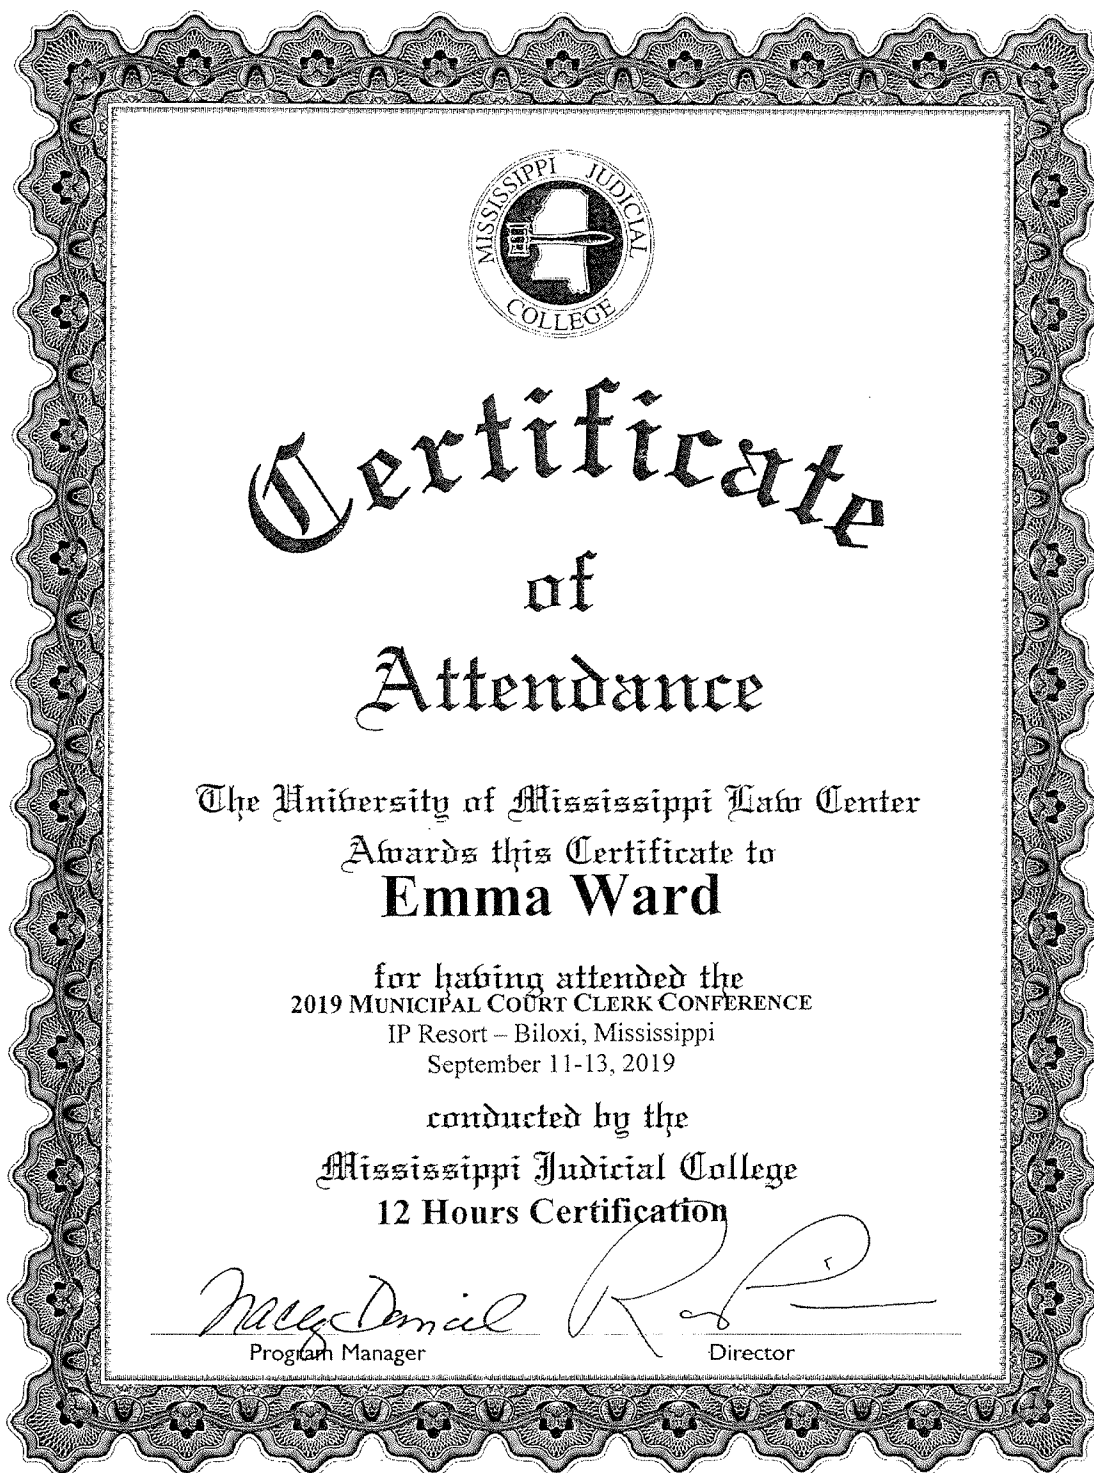 MISSISSIPPI JUDICIAL
COLLEGE
Certificate
of
Attendance
The University of Mississippi Law Center
Awards this Certificate to
Emma Ward
for having attended the
2019 MUNICIPAL COURT CLERK CONFERENCE
IP Resort – Biloxi, Mississippi
September 11-13, 2019
conducted by the
Mississippi Judicial College
12 Hours Certification
Daniel
Program Manager
Director